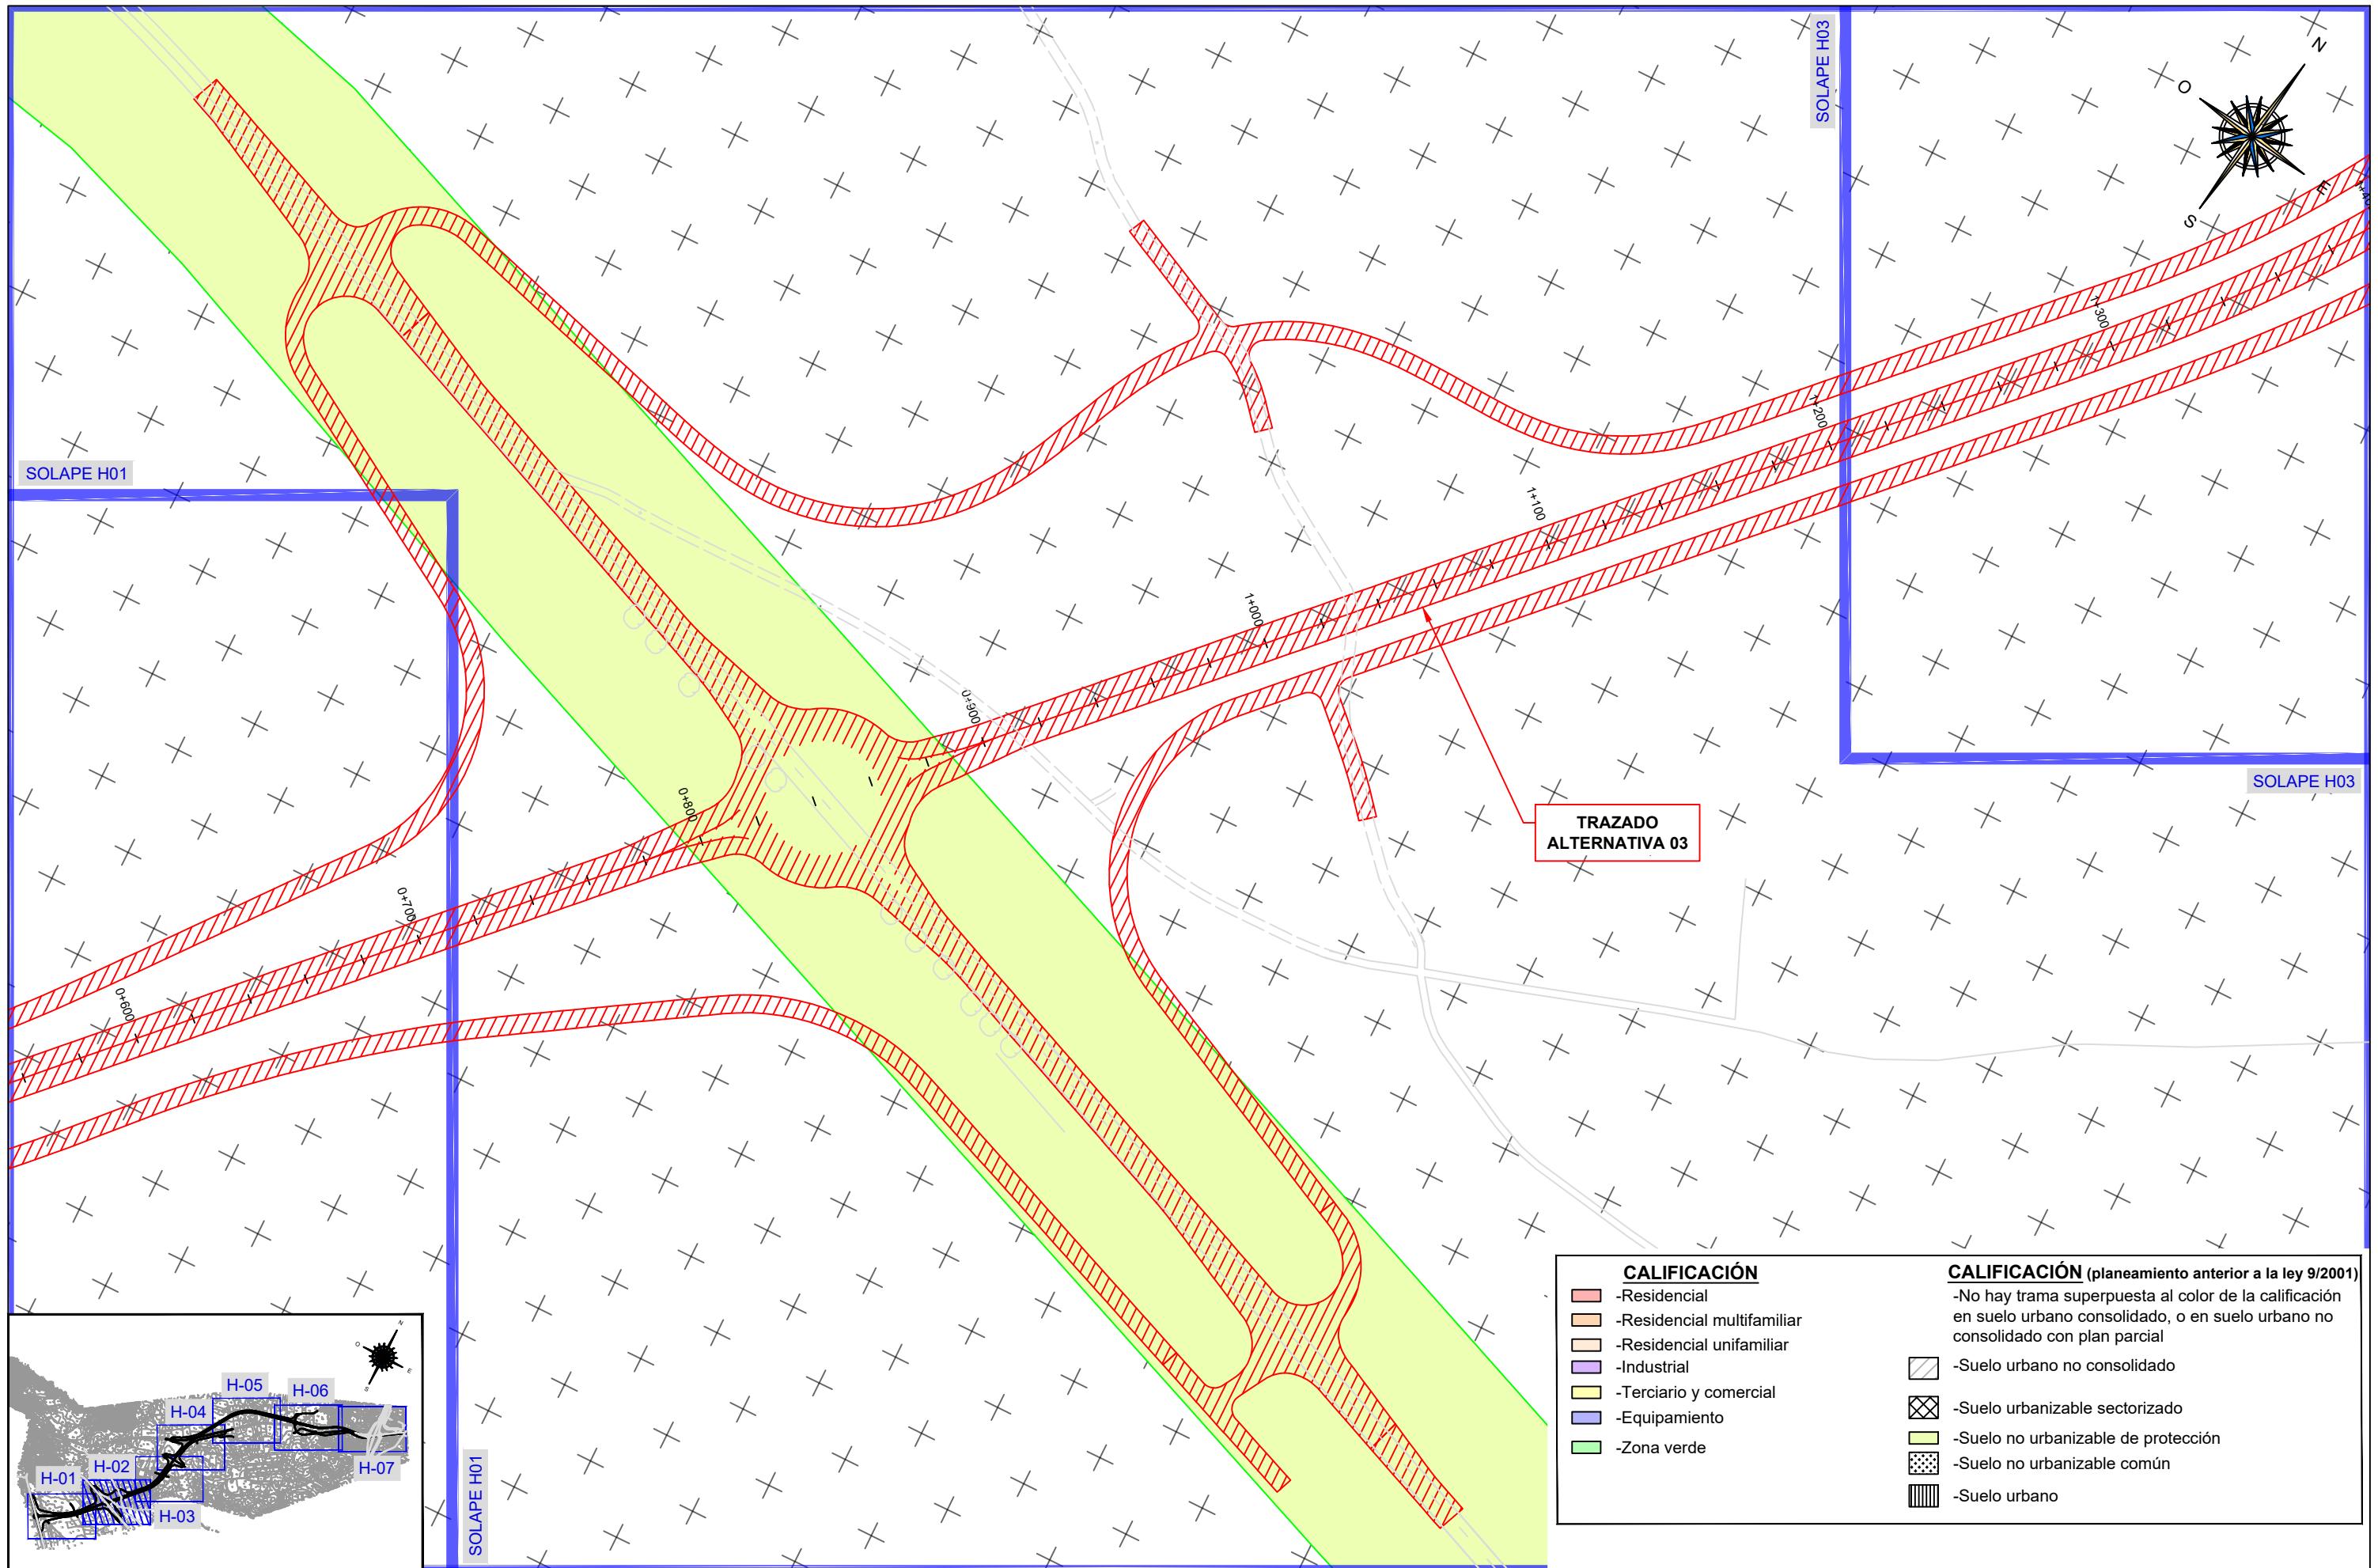 SOLAPE H03
N
O
E
S
1+300
1+200
SOLAPE H01
1+100
1+000
0+900
SOLAPE H03
0+800
TRAZADO
ALTERNATIVA 03
0+700
0+600
CALIFICACIÓN
-Residencial
-Residencial multifamiliar
-Residencial unifamiliar
-Industrial
-Terciario y comercial
-Equipamiento
-Zona verde
CALIFICACIÓN (planeamiento anterior a la ley 9/2001)
-No hay trama superpuesta al color de la calificación
en suelo urbano consolidado, o en suelo urbano no
consolidado con plan parcial
-Suelo urbano no consolidado
-Suelo urbanizable sectorizado
-Suelo no urbanizable de protección
-Suelo no urbanizable común
-Suelo urbano
N
O
E
S
H-05
H-06
H-04
H-02
H-01
H-07
H-03
SOLAPE H01